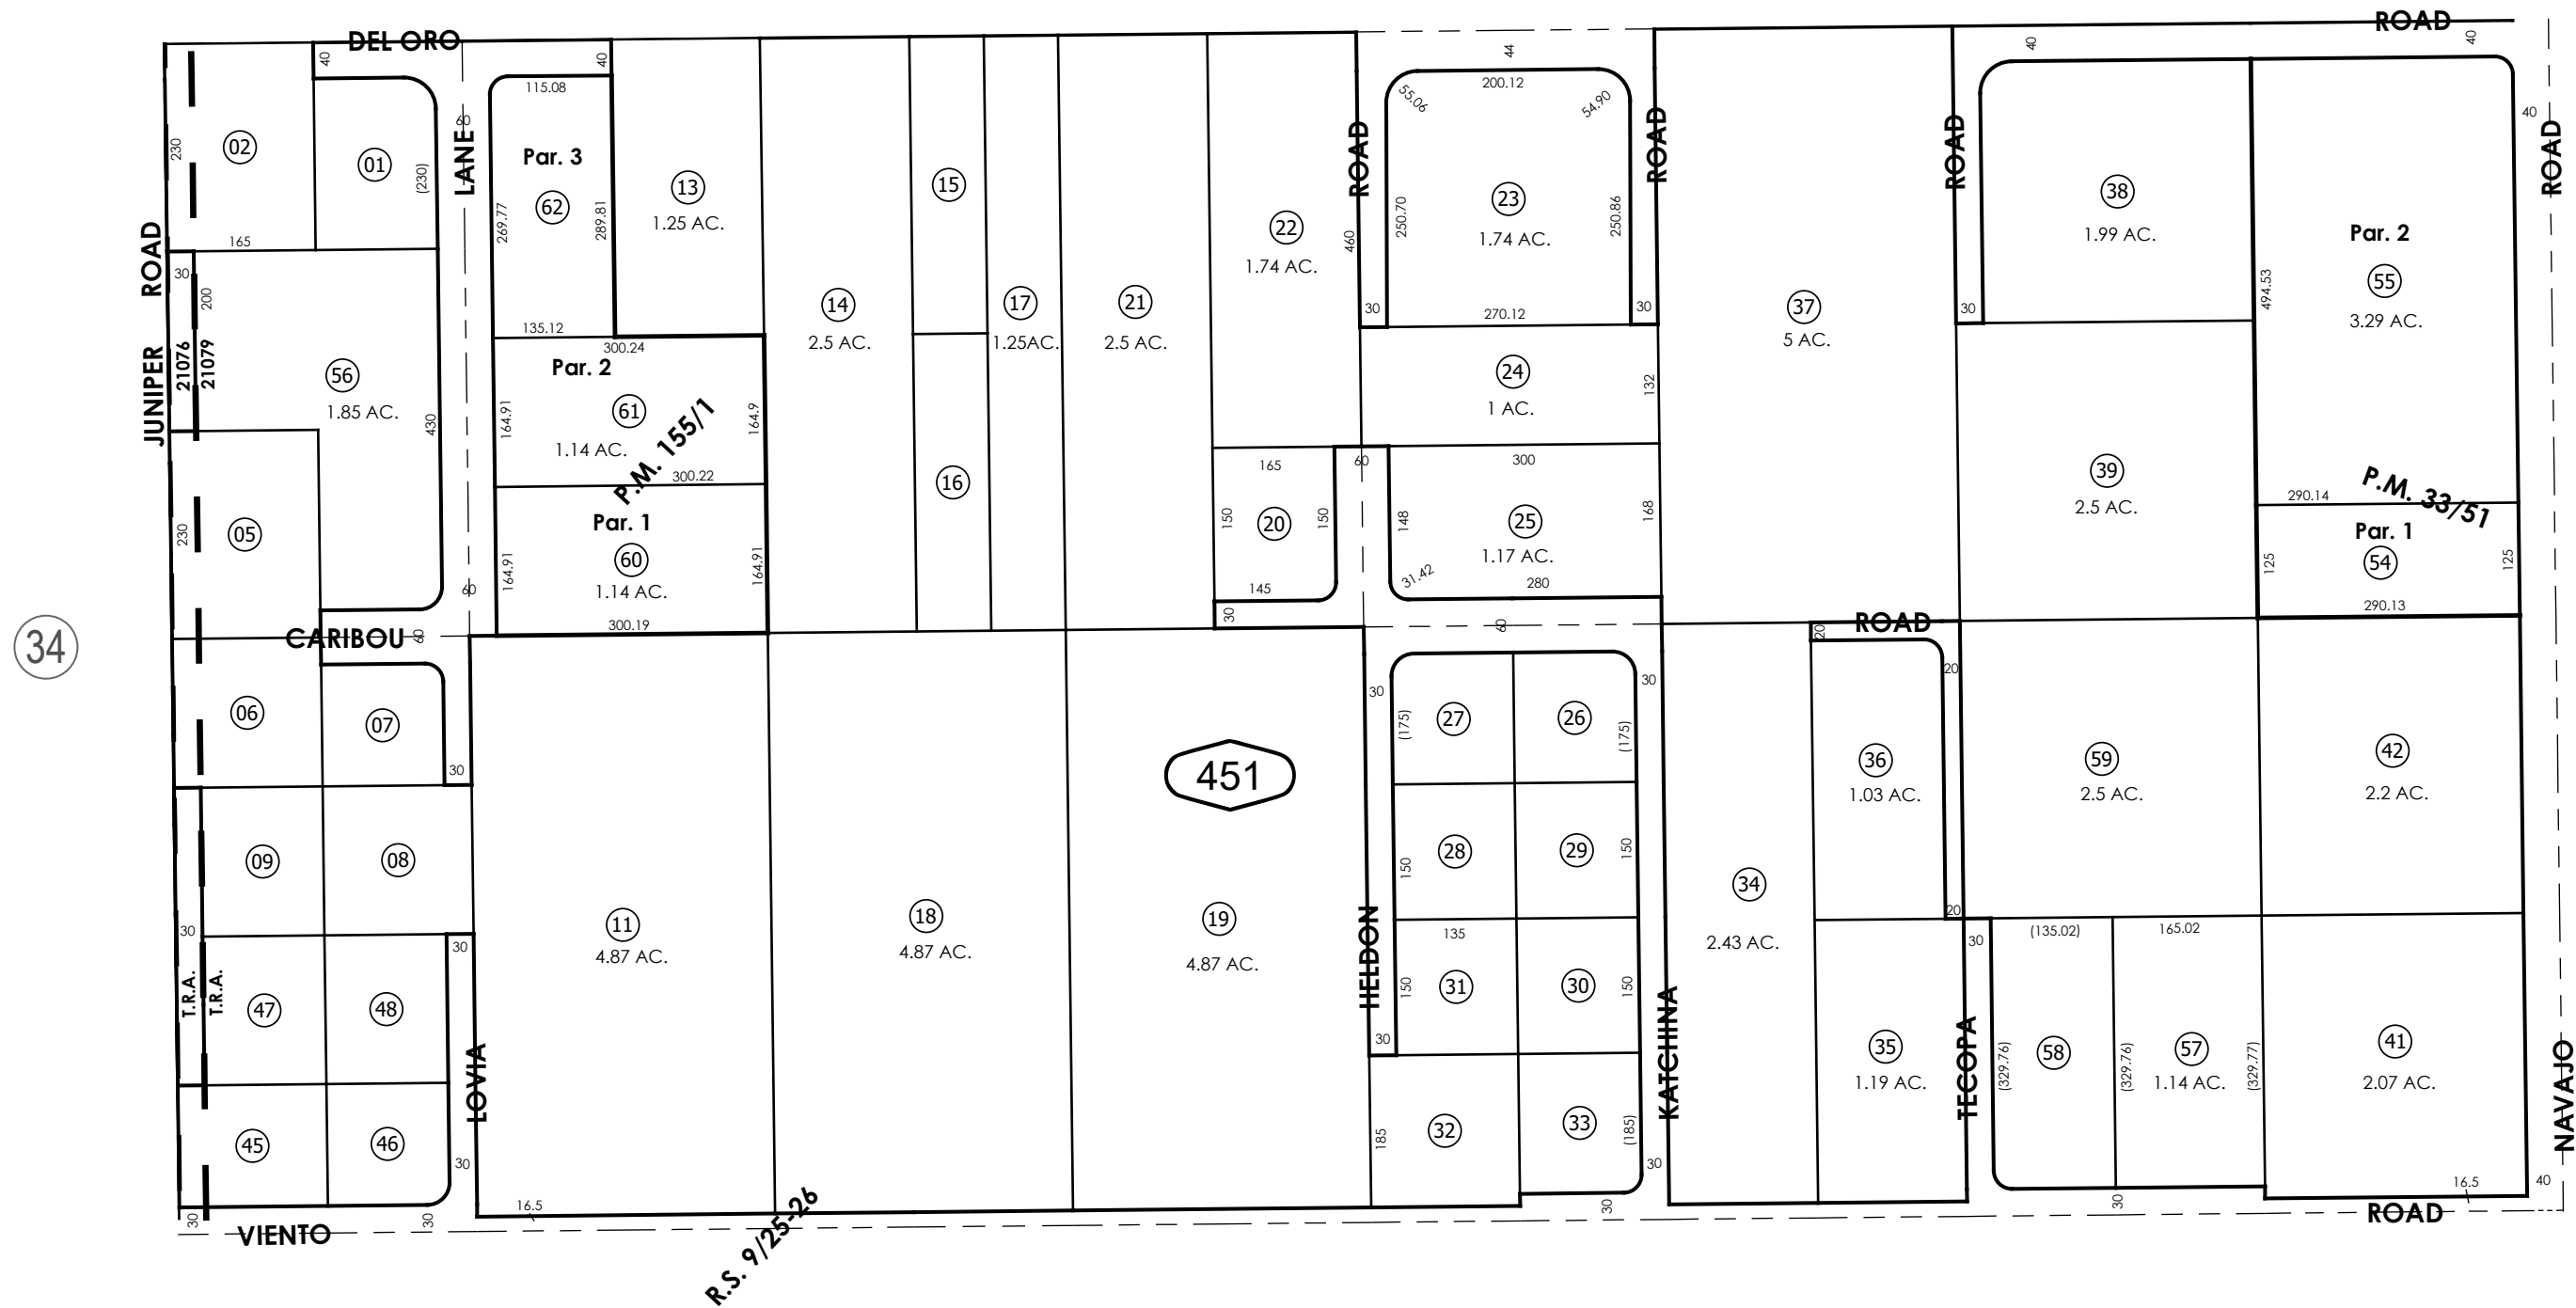 DEL ORO
ROAD
40
40
44
40
40
115.08
200.12
55.06
54.90
40
60
LANE
ROAD
ROAD
ROAD
ROAD
230
02
01
(230)
Par. 3
62
13
1.25 AC.
15
269.77
289.81
22
1.74 AC.
460
250.70
23
1.74 AC.
250.86
38
1.99 AC.
Par. 2
55
3.29 AC.
494.53
165
JUNIPER ROAD
30
200
21076
21079
14
2.5 AC.
17
1.25AC.
21
2.5 AC.
30
30
270.12
37
5 AC.
30
135.12
300.24
Par. 2
56
1.85 AC.
430
164.91
61
1.14 AC.
164.9
P.M. 155/1
300.22
24
1 AC.
132
165
60
300
39
2.5 AC.
290.14
P.M. 33/51
16
230
05
Par. 1
60
1.14 AC.
164.91
164.91
150
20
150
148
25
1.17 AC.
168
Par. 1
54
125
125
60
145
31.42
280
290.13
30
300.19
34
CARIBOU
60
60
20
ROAD
20
06
07
30
30
27
26
30
(175)
(175)
36
1.03 AC.
59
2.5 AC.
42
2.2 AC.
451
09
08
28
29
150
150
34
2.43 AC.
11
4.87 AC.
18
4.87 AC.
19
4.87 AC.
20
30
30
135
30
(135.02)
165.02
T.R.A.
T.R.A.
47
48
HELDON
150
31
30
150
30
KATCHINA
LOVIA
35
1.19 AC.
TECOPA
(329.76)
58
(329.76)
57
1.14 AC.
(329.77)
41
2.07 AC.
NAVAJO
45
46
30
185
32
33
(185)
30
16.5
30
30
30
30
16.5
40
VIENTO
ROAD
R.S. 9/25-26